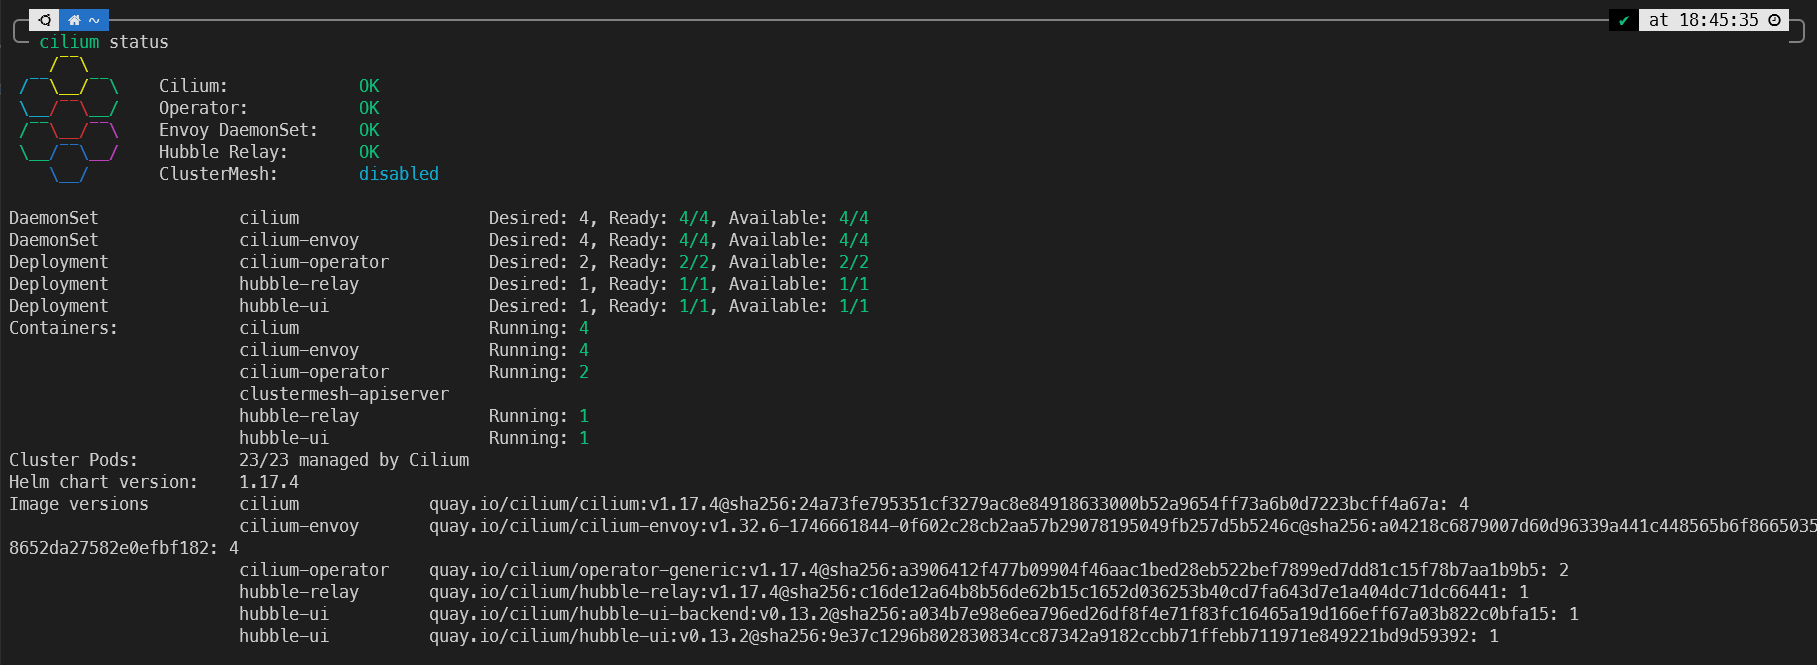 ~ ✔ at 18:45:35
cilium status
/¯¯\
/¯¯\__/¯¯\ Cilium: OK
\__/¯¯\__/ Operator: OK
/¯¯\__/¯¯\ Envoy DaemonSet: OK
\__/¯¯\__/ Hubble Relay: OK
\__/ ClusterMesh: disabled
DaemonSet cilium Desired: 4, Ready: 4/4, Available: 4/4
DaemonSet cilium-envoy Desired: 4, Ready: 4/4, Available: 4/4
Deployment cilium-operator Desired: 2, Ready: 2/2, Available: 2/2
Deployment hubble-relay Desired: 1, Ready: 1/1, Available: 1/1
Deployment hubble-ui Desired: 1, Ready: 1/1, Available: 1/1
Containers: cilium Running: 4
cilium-envoy Running: 4
cilium-operator Running: 2
clustermesh-apiserver
hubble-relay Running: 1
hubble-ui Running: 1
Cluster Pods: 23/23 managed by Cilium
Helm chart version: 1.17.4
Image versions cilium quay.io/cilium/cilium:v1.17.4@sha256:24a73fe795351cf3279ac8e84918633000b52a9654ff73a6b0d7223bcff4a67a: 4
cilium-envoy quay.io/cilium/cilium-envoy:v1.32.6-1746661844-0f602c28cb2aa57b29078195049fb257d5b5246c@sha256:a04218c6879007d60d96339a441c448565b6f8665035
8652da27582e0efbf182: 4
cilium-operator quay.io/cilium/operator-generic:v1.17.4@sha256:a3906412f477b09904f46aac1bed28eb522bef7899ed7dd81c15f78b7aa1b9b5: 2
hubble-relay quay.io/cilium/hubble-relay:v1.17.4@sha256:c16de12a64b8b56de62b15c1652d036253b40cd7fa643d7e1a404dc71dc66441: 1
hubble-ui quay.io/cilium/hubble-ui-backend:v0.13.2@sha256:a034b7e98e6ea796ed26df8f4e71f83fc16465a19d166eff67a03b822c0bfa15: 1
hubble-ui quay.io/cilium/hubble-ui:v0.13.2@sha256:9e37c1296b802830834cc87342a9182ccbb71ffebb711971e849221bd9d59392: 1